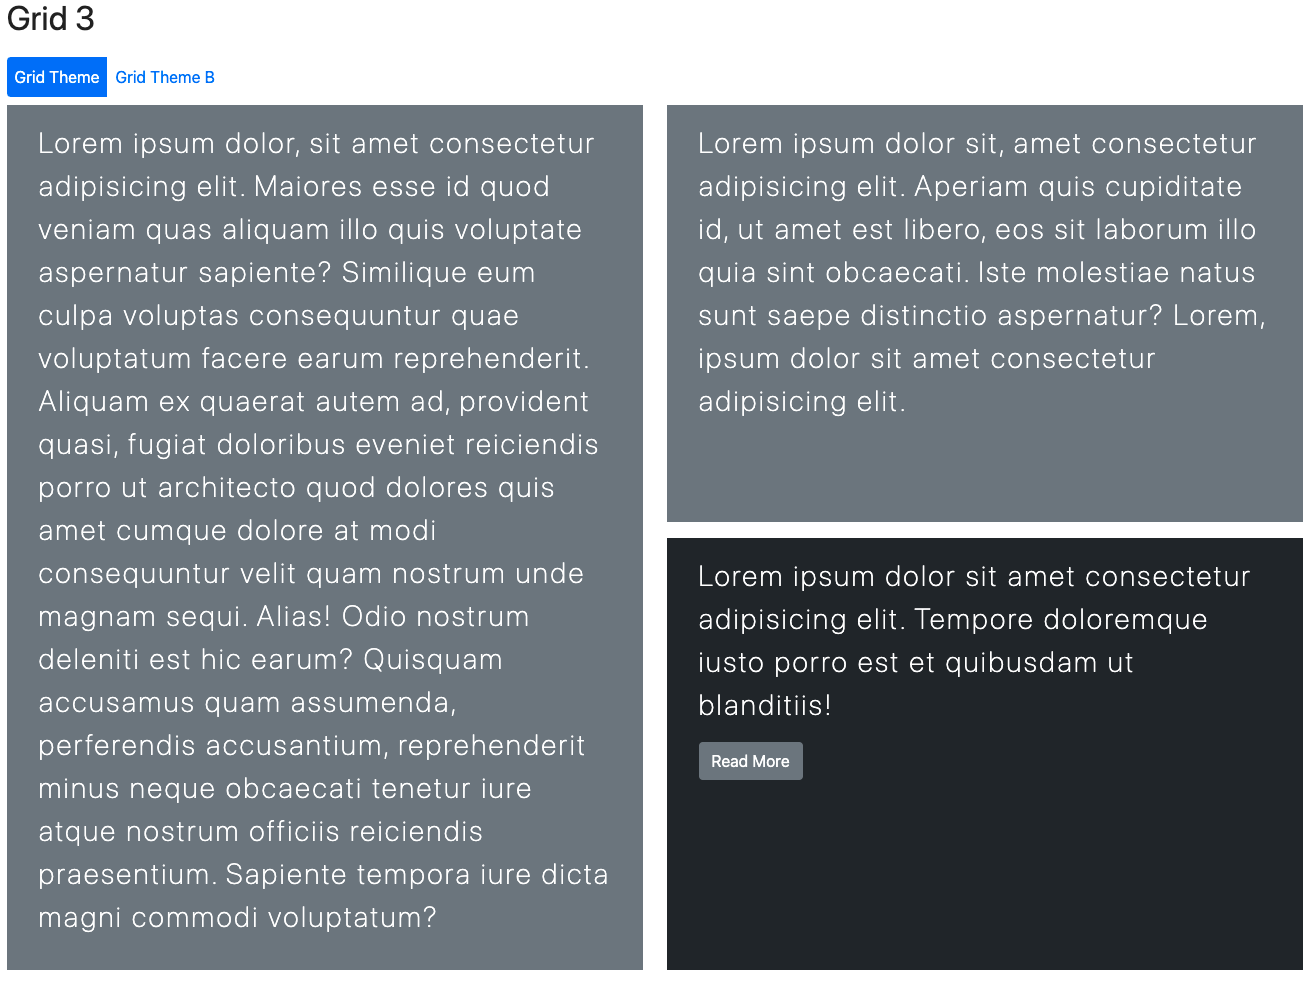 Grid 3
Grid Theme
Grid Theme B
Lorem ipsum dolor, sit amet consectetur
adipisicing elit. Maiores esse id quod
veniam quas aliquam illo quis voluptate
aspernatur sapiente? Similique eum
culpa voluptas consequuntur quae
voluptatum facere earum reprehenderit.
Aliquam ex quaerat autem ad, provident
quasi, fugiat doloribus eveniet reiciendis
porro ut architecto quod dolores quis
amet cumque dolore at modi
consequuntur velit quam nostrum unde
magnam sequi. Alias! Odio nostrum
deleniti est hic earum? Quisquam
accusamus quam assumenda,
perferendis accusantium, reprehenderit
minus neque obcaecati tenetur iure
atque nostrum officiis reiciendis
praesentium. Sapiente tempora iure dicta
magni commodi voluptatum?
Lorem ipsum dolor sit, amet consectetur
adipisicing elit. Aperiam quis cupiditate
id, ut amet est libero, eos sit laborum illo
quia sint obcaecati. Iste molestiae natus
sunt saepe distinctio aspernatur? Lorem,
ipsum dolor sit amet consectetur
adipisicing elit.
Lorem ipsum dolor sit amet consectetur
adipisicing elit. Tempore doloremque
iusto porro est et quibusdam ut
blanditiis!
Read More